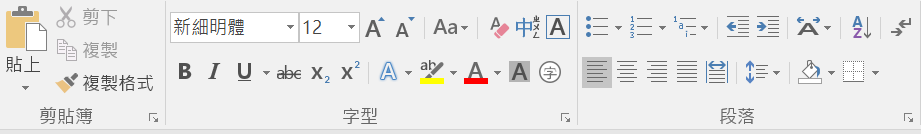 剪下
複製
貼上
複製格式
剪貼簿
新細明體 12 A A Aa A 中 A
B I U abc X₂ X² A ab A A 字
字型
A Z
段落